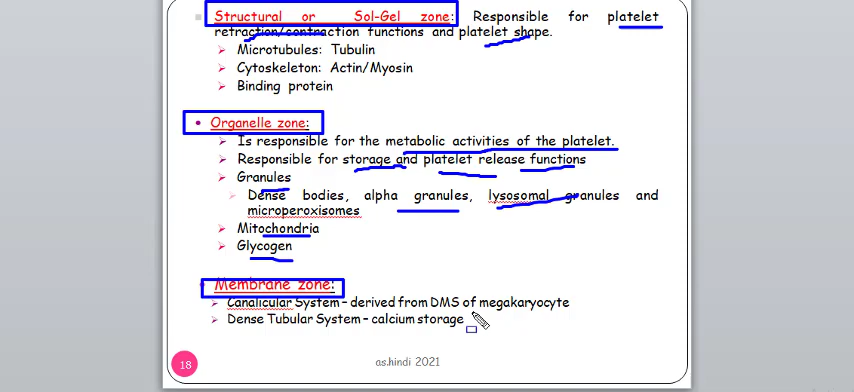 Structural or Sol-Gel zone: Responsible for platelet
retraction/contraction functions and platelet shape.
Microtubules: Tubulin
Cytoskeleton: Actin/Myosin
Binding protein
Organelle zone:
Is responsible for the metabolic activities of the platelet.
Responsible for storage and platelet release functions
Granules
Dense bodies, alpha granules, lysosomal granules and
microperoxisomes
Mitochondria
Glycogen
Membrane zone:
Canalicular System – derived from DMS of megakaryocyte
Dense Tubular System – calcium storage
18
as.hindi 2021